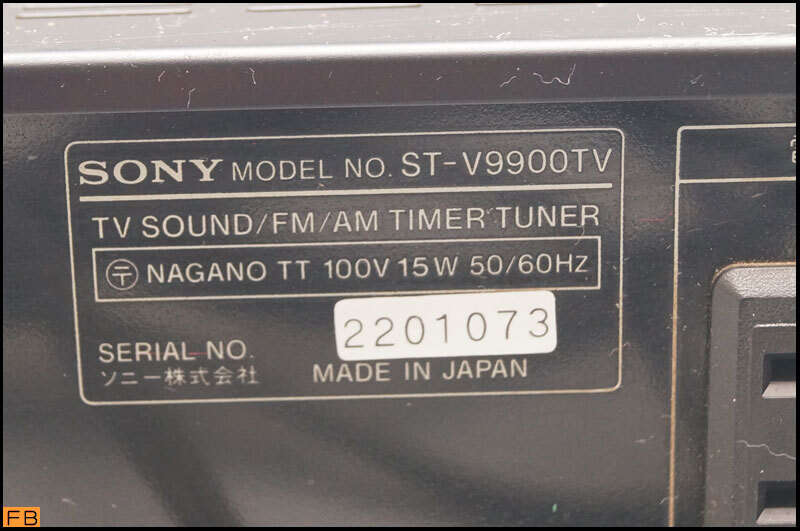 SONY MODEL NO. ST-V9900TV
TV SOUND/FM/AM TIMER TUNER
〒 NAGANO TT 100V 15W 50/60Hz
SERIAL NO. 2201073
ソニー株式会社 MADE IN JAPAN
FB